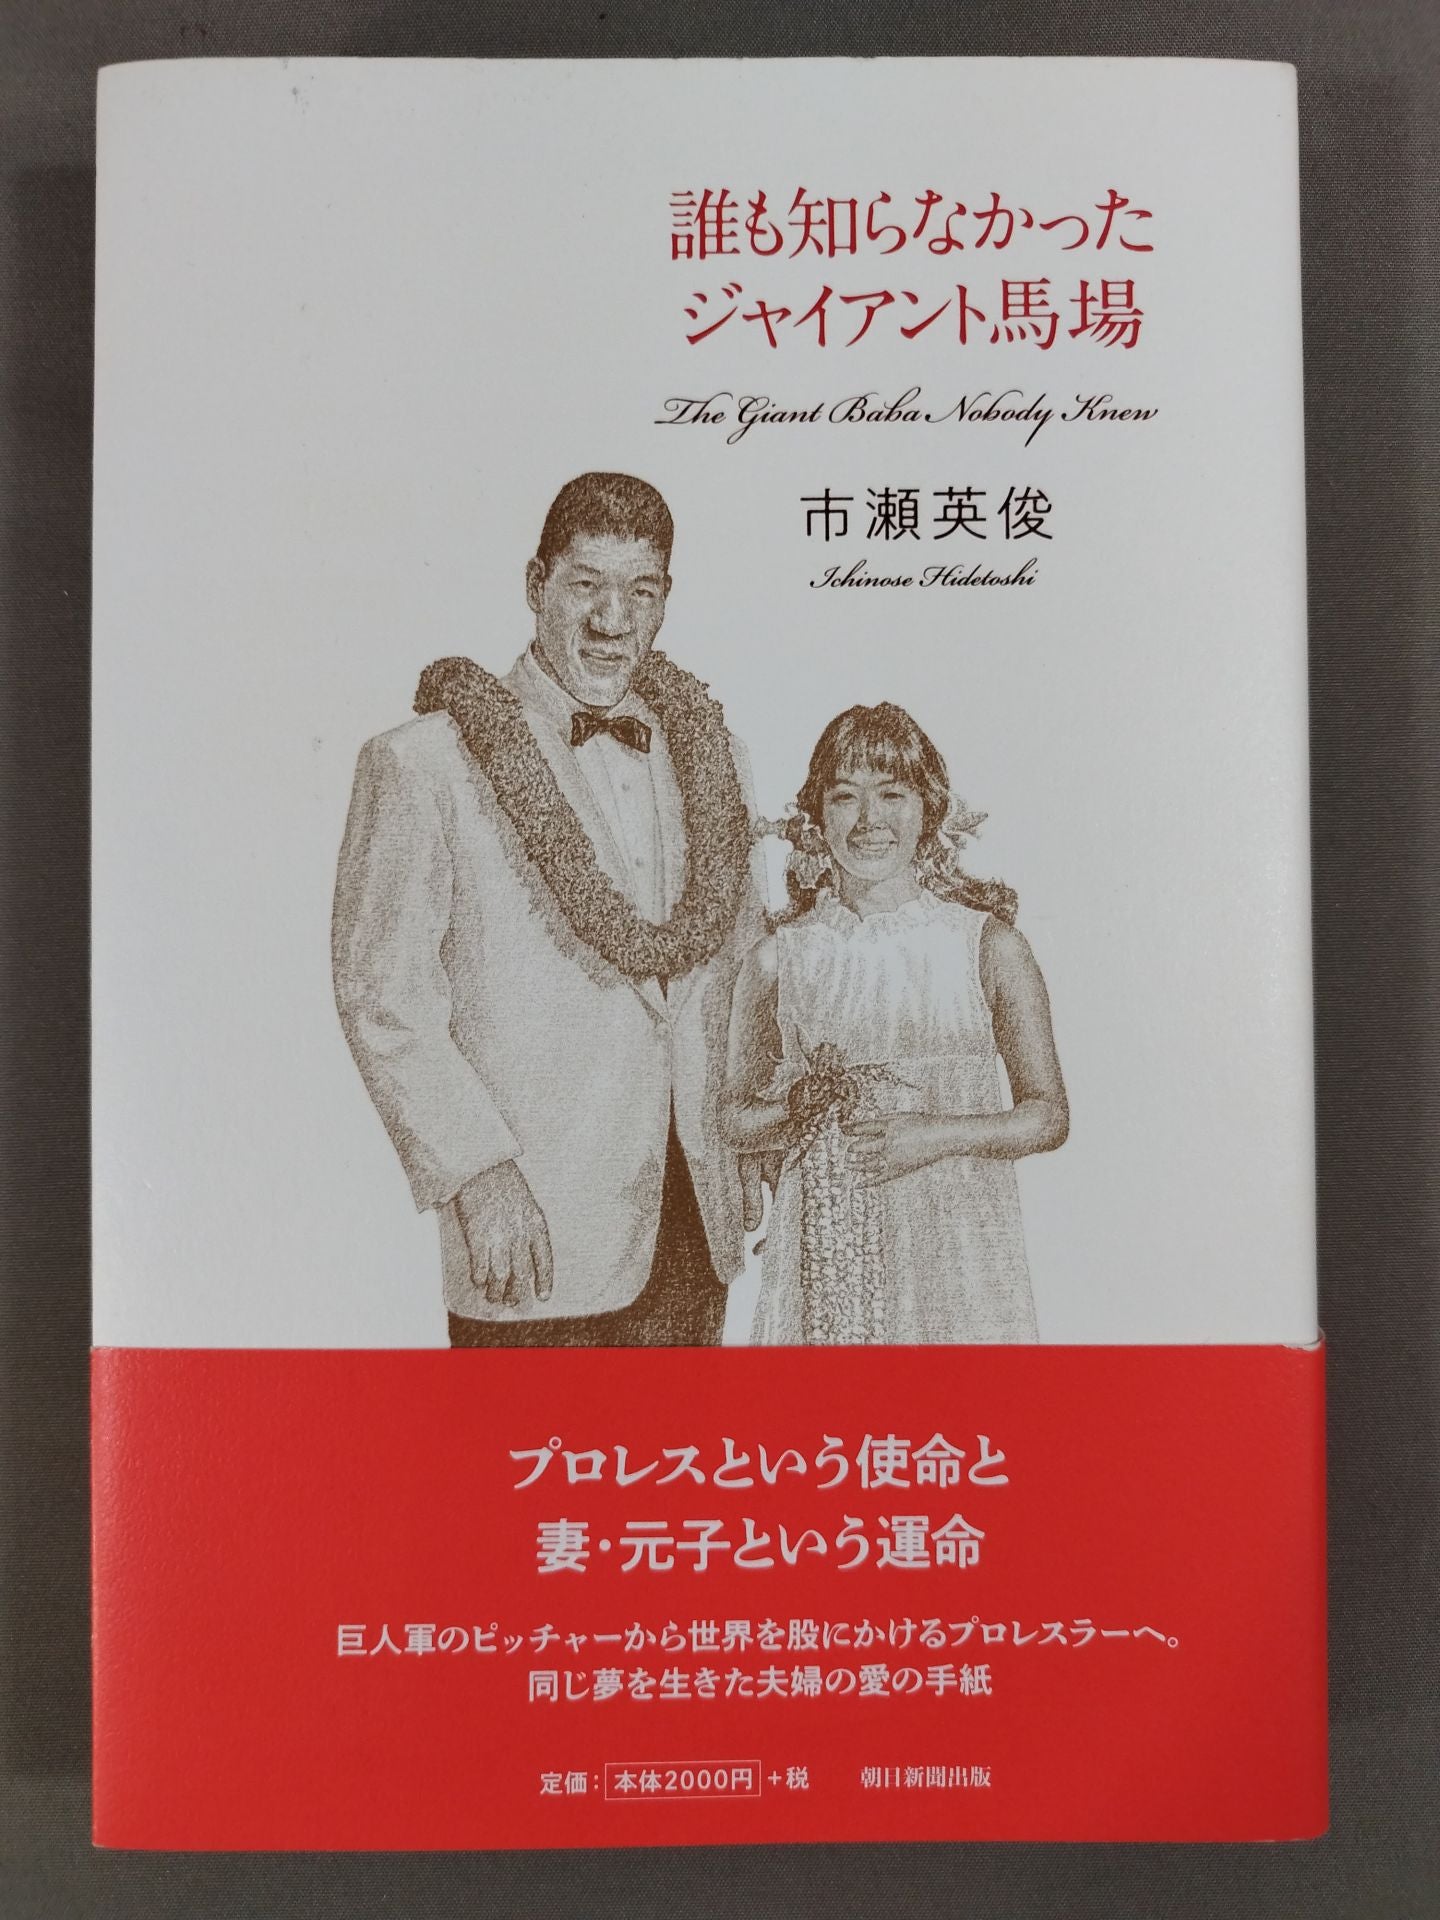 誰も知らなかった
ジャイアント馬場
The Giant Baba Nobody Knew
市瀬英俊
Ichinose Hidetoshi
プロレスという使命と
妻・元子という運命
巨人軍のピッチャーから世界を股にかけるプロレスラーへ。
同じ夢を生きた夫婦の愛の手紙
定価：本体2000円+税 朝日新聞出版